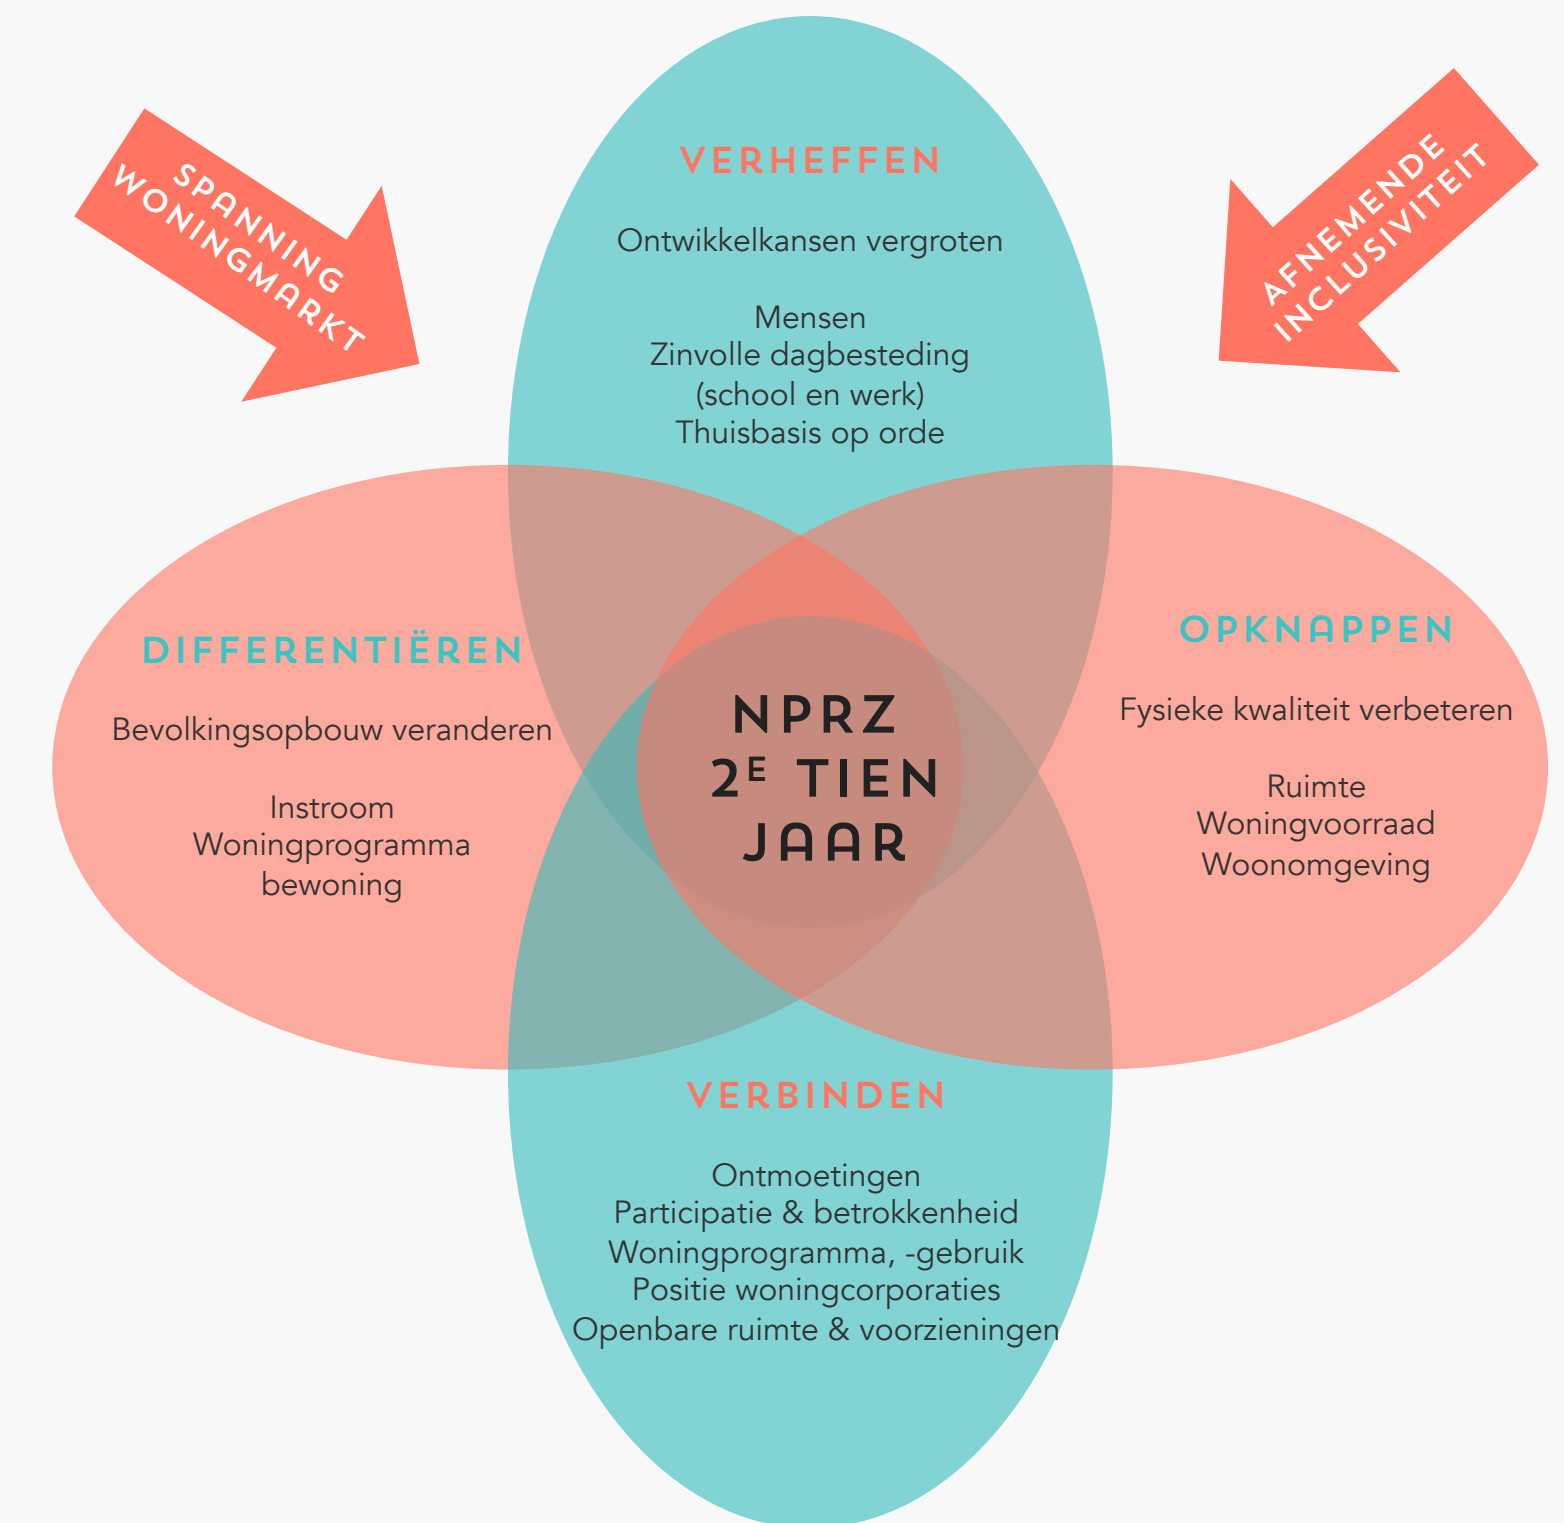 SPANNING
WONINGMARKT
AFNEMENDE
INCLUSIVITEIT
VERHEFFEN
Ontwikkelkansen vergroten
Mensen
Zinvolle dagbesteding
(school en werk)
Thuisbasis op orde
DIFFERENTIËREN
Bevolkingsopbouw veranderen
Instroom
Woningprogramma
bewoning
NPRZ
2E TIEN
JAAR
OPKNAPPEN
Fysieke kwaliteit verbeteren
Ruimte
Woningvoorraad
Woonomgeving
VERBINDEN
Ontmoetingen
Participatie & betrokkenheid
Woningprogramma, -gebruik
Positie woningcorporaties
Openbare ruimte & voorzieningen